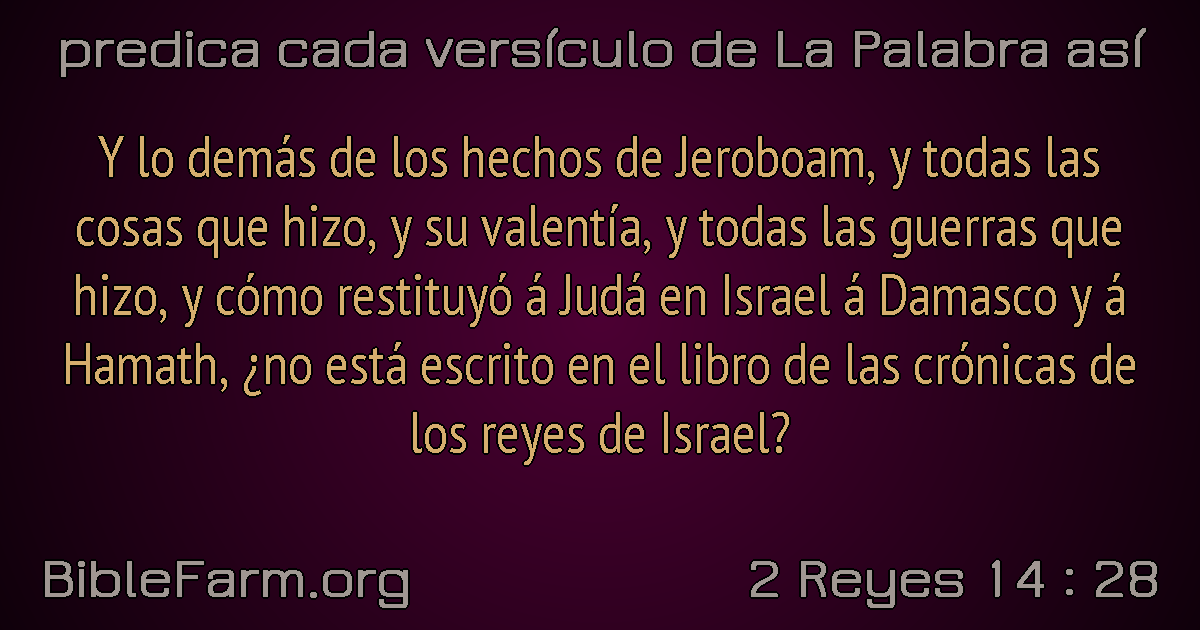 predica cada versículo de La Palabra así
Y lo demás de los hechos de Jeroboam, y todas las
cosas que hizo, y su valentía, y todas las guerras que
hizo, y cómo restituyó á Judá en Israel á Damasco y á
Hamath, ¿no está escrito en el libro de las crónicas de
los reyes de Israel?
BibleFarm.org
2 Reyes 14 : 28